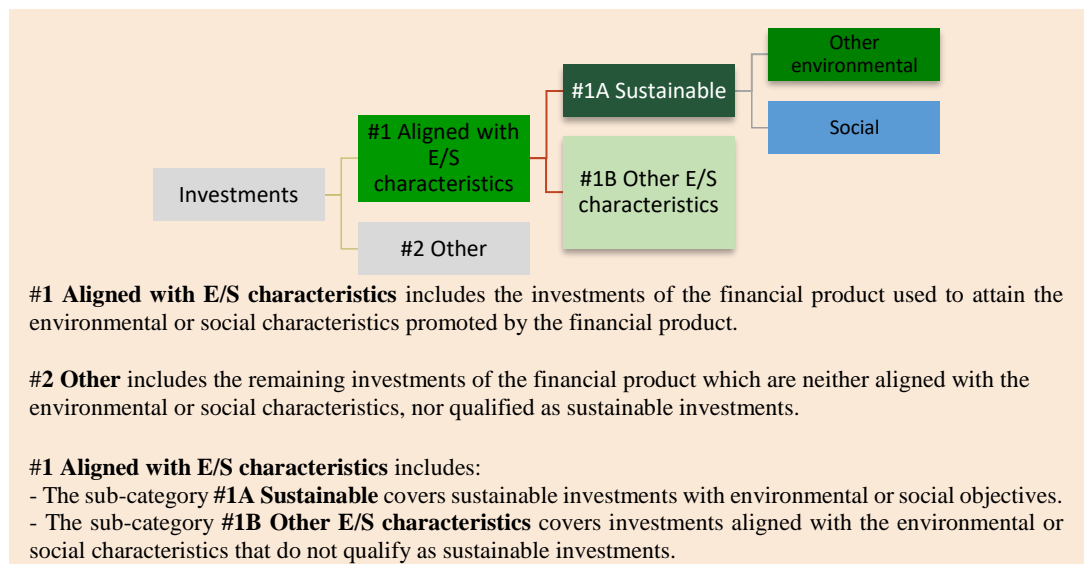 Other
environmental
#1A Sustainable
Social
#1 Aligned with
E/S
characteristics
#1B Other E/S
characteristics
Investments
#2 Other
#1 Aligned with E/S characteristics includes the investments of the financial product used to attain the
environmental or social characteristics promoted by the financial product.
#2 Other includes the remaining investments of the financial product which are neither aligned with the
environmental or social characteristics, nor qualified as sustainable investments.
#1 Aligned with E/S characteristics includes:
- The sub-category #1A Sustainable covers sustainable investments with environmental or social objectives.
- The sub-category #1B Other E/S characteristics covers investments aligned with the environmental or
social characteristics that do not qualify as sustainable investments.